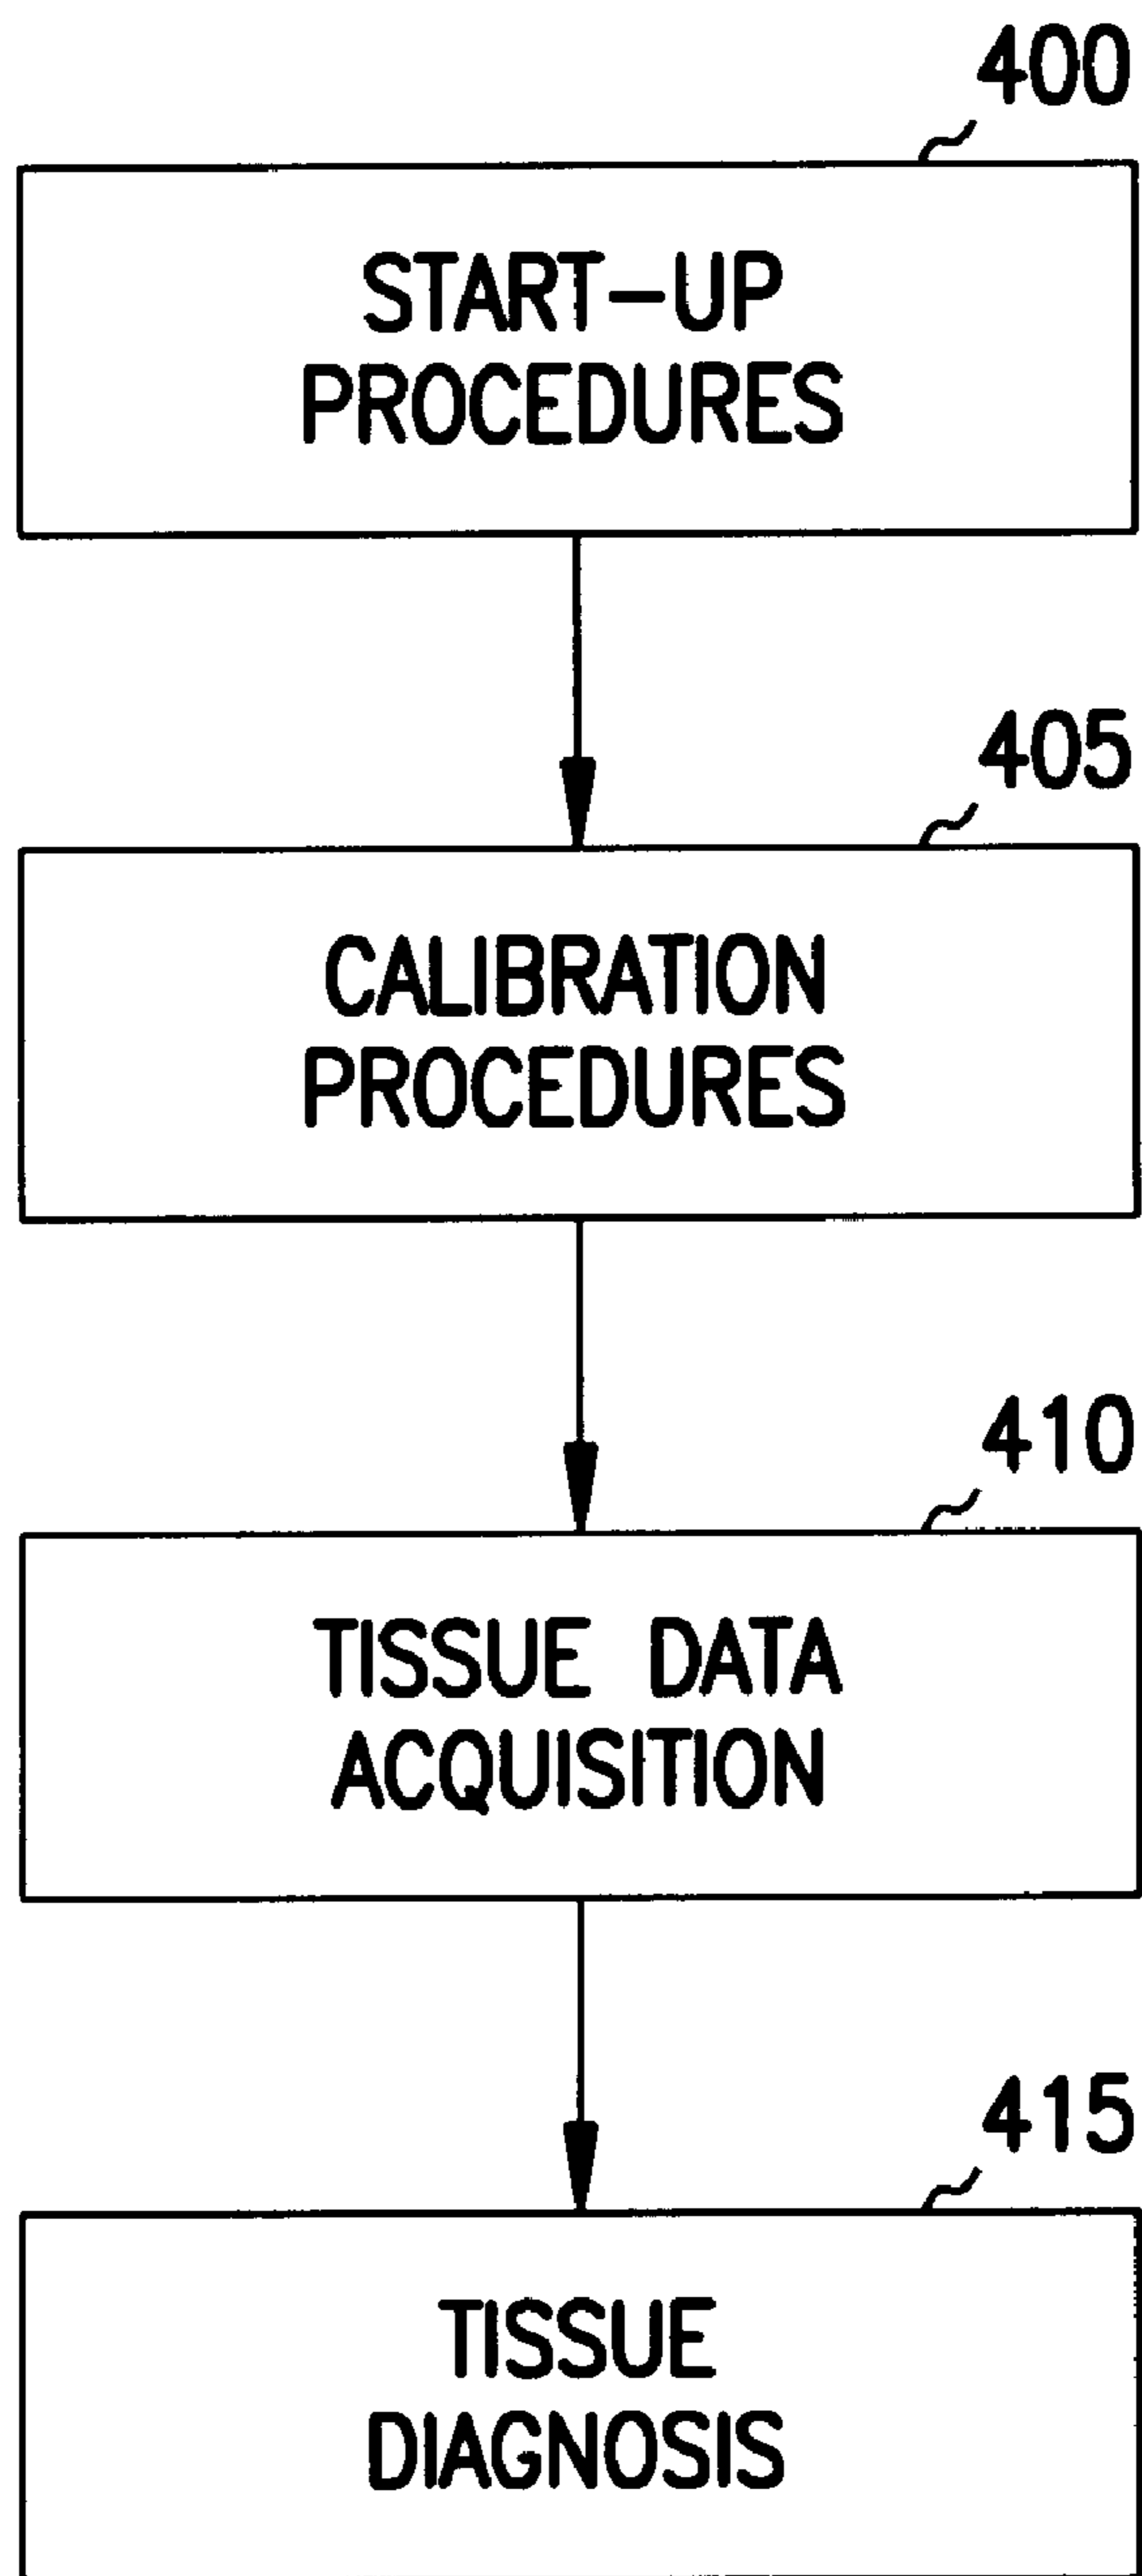 400
START-UP
PROCEDURES
405
CALIBRATION
PROCEDURES
410
TISSUE DATA
ACQUISITION
415
TISSUE
DIAGNOSIS